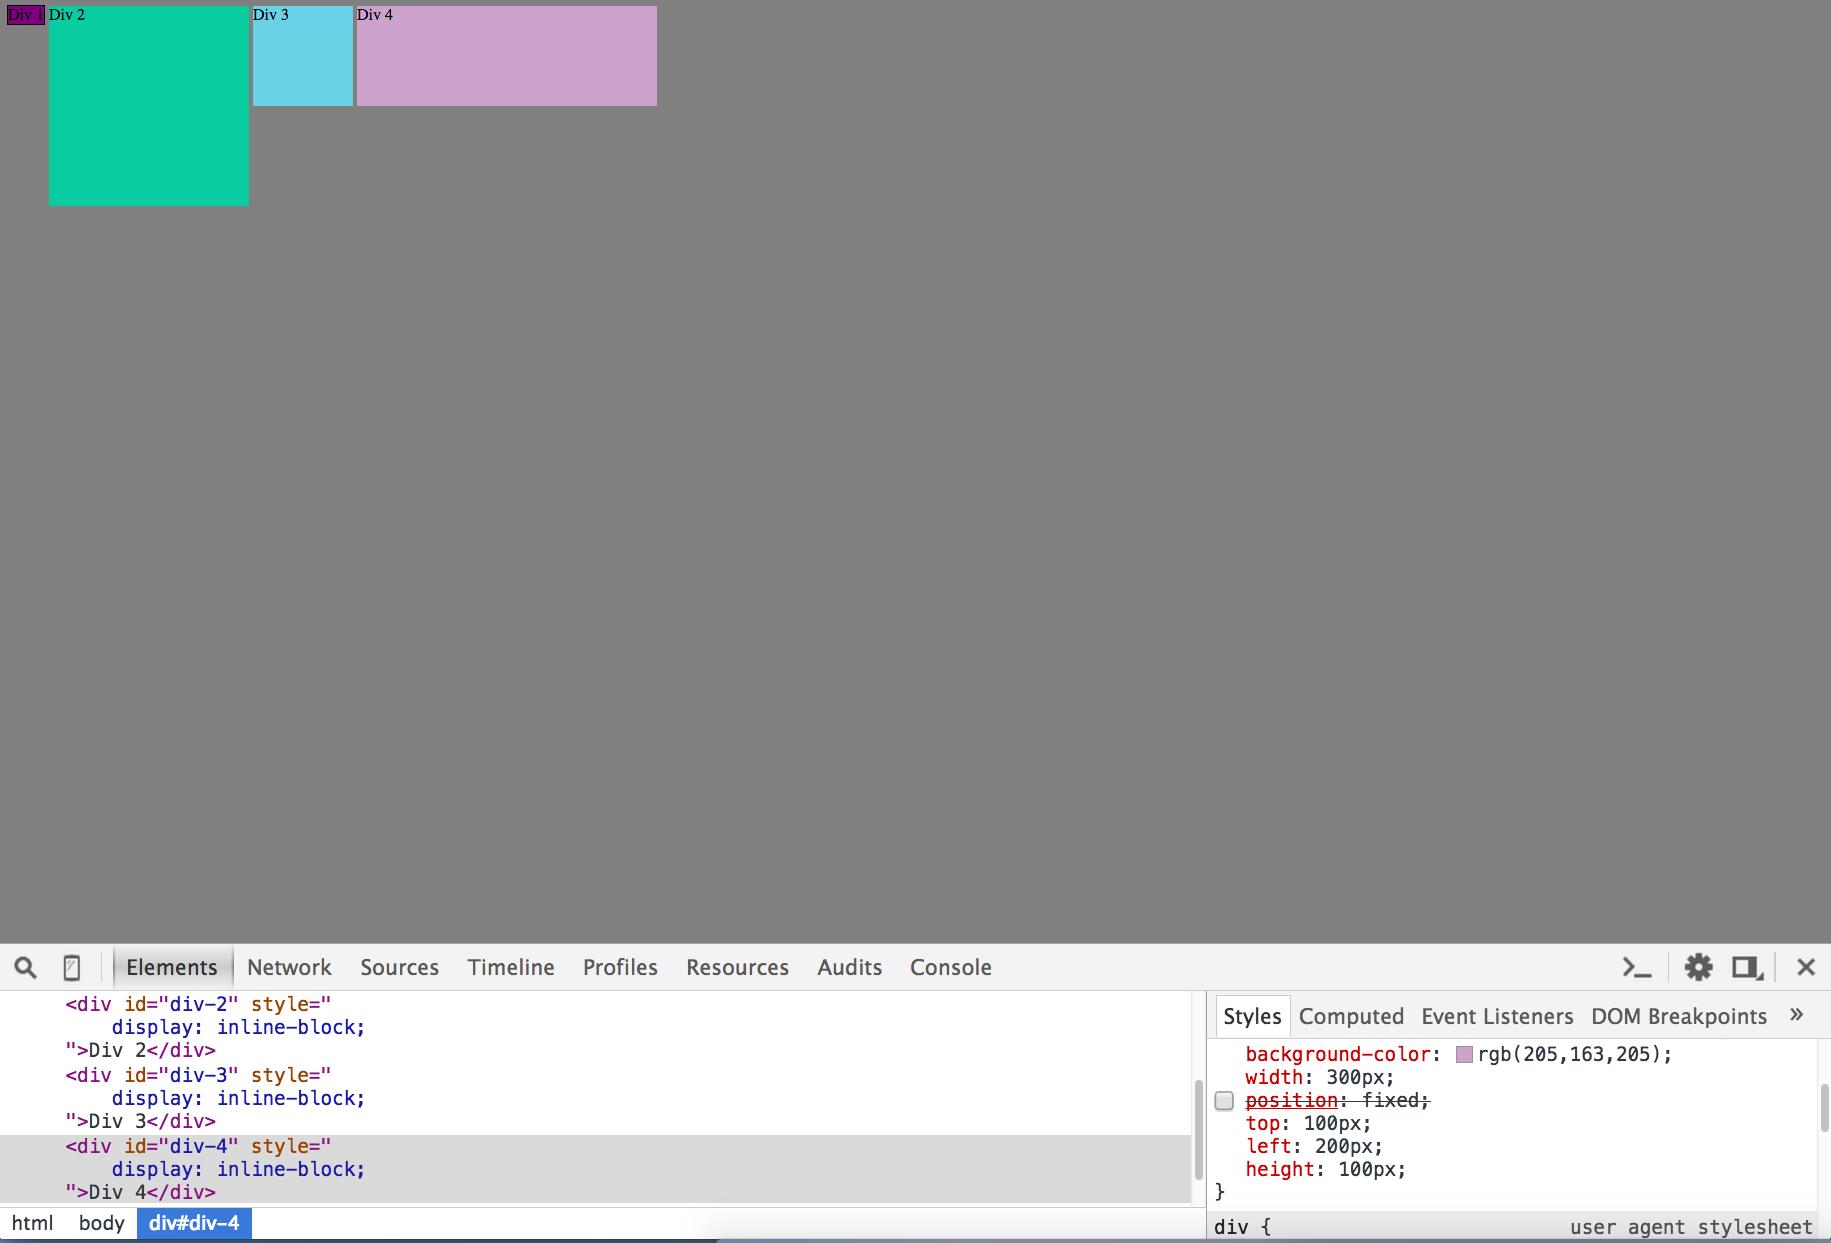 Div 1 Div 2 Div 3 Div 4
Elements Network Sources Timeline Profiles Resources Audits Console
<div id="div-2" style="
display: inline-block;
">Div 2</div>
<div id="div-3" style="
display: inline-block;
">Div 3</div>
<div id="div-4" style="
display: inline-block;
">Div 4</div>
html body div#div-4
Styles Computed Event Listeners DOM Breakpoints »
background-color: rgb(205,163,205);
width: 300px;
position: fixed;
top: 100px;
left: 200px;
height: 100px;
}
div { user agent stylesheet